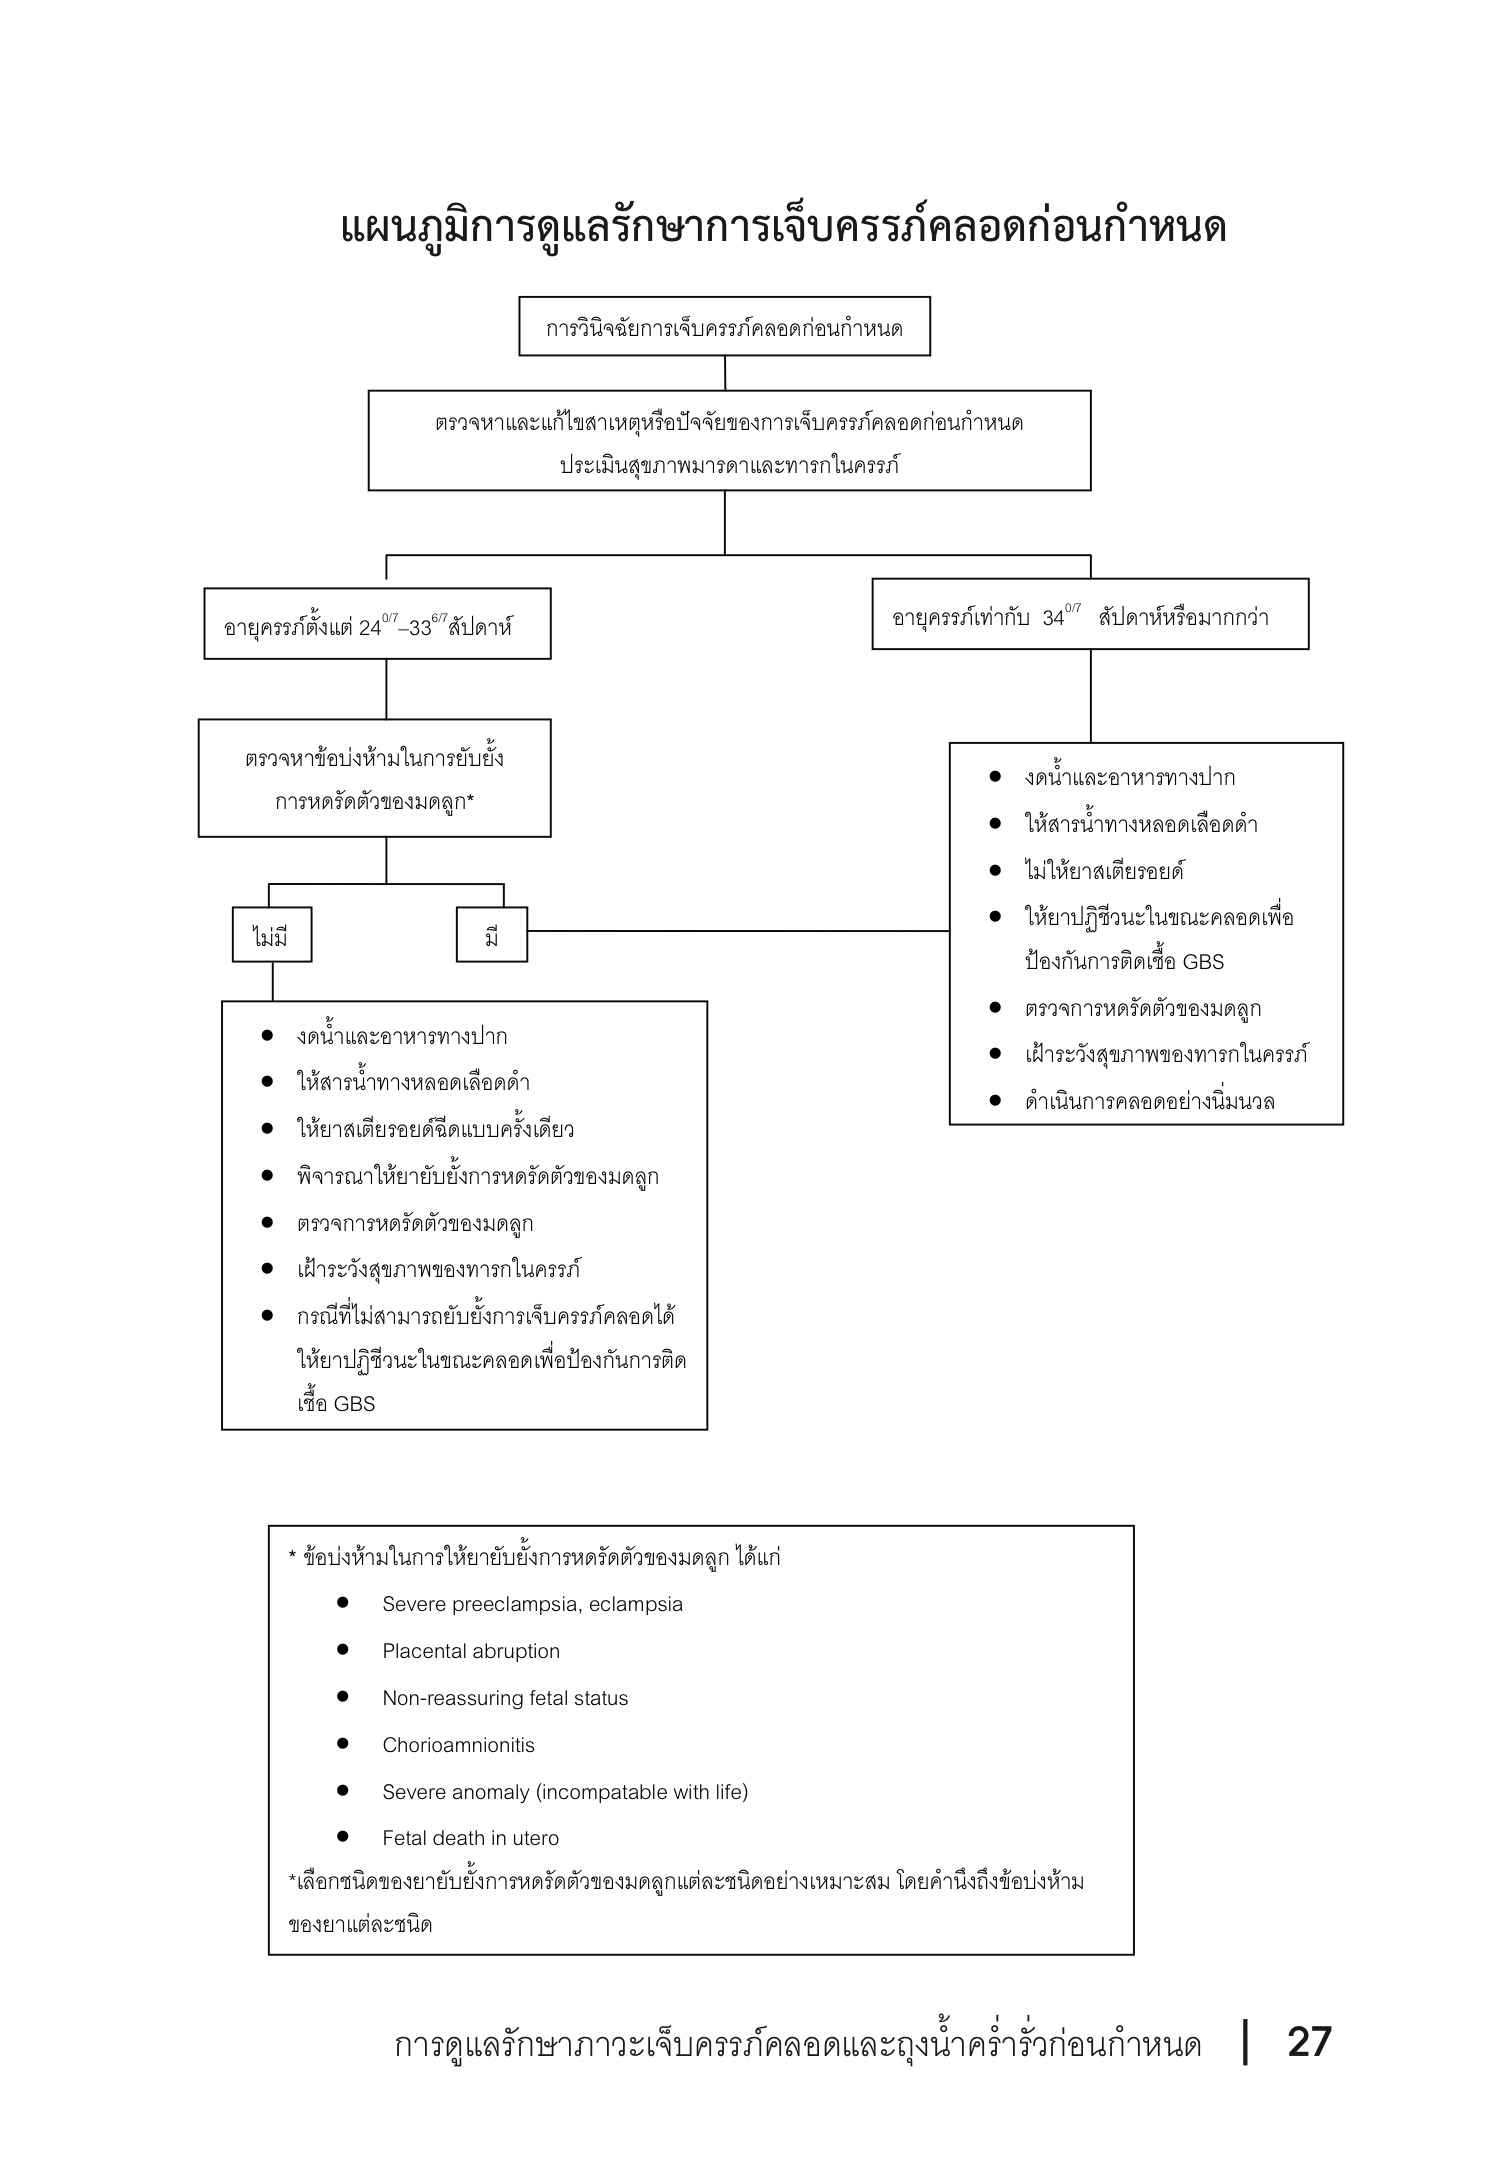 แผนภูมิการดูแลรักษาการเจ็บครรภ์คลอดก่อนกำหนด
การวินิจฉัยการเจ็บครรภ์คลอดก่อนกำหนด
ตรวจหาและแก้ไขสาเหตุหรือปัจจัยของการเจ็บครรภ์คลอดก่อนกำหนด
ประเมินสุขภาพมารดาและทารกในครรภ์
อายุครรภ์ตั้งแต่ 24 0/7–33 6/7 สัปดาห์
อายุครรภ์เท่ากับ 34 0/7 สัปดาห์หรือมากกว่า
ตรวจหาข้อบ่งห้ามในการยับยั้ง
การหดรัดตัวของมดลูก*
ไม่มี
มี
● งดน้ำและอาหารทางปาก
● ให้สารน้ำทางหลอดเลือดดำ
● ไม่ให้ยาสเตียรอยด์
● ให้ยาปฏิชีวนะในขณะคลอดเพื่อ
ป้องกันการติดเชื้อ GBS
● ตรวจการหดรัดตัวของมดลูก
● เฝ้าระวังสุขภาพของทารกในครรภ์
● ดำเนินการคลอดอย่างนิ่มนวล
● งดน้ำและอาหารทางปาก
● ให้สารน้ำทางหลอดเลือดดำ
● ให้ยาสเตียรอยด์ฉีดแบบครั้งเดียว
● พิจารณาให้ยายับยั้งการหดรัดตัวของมดลูก
● ตรวจการหดรัดตัวของมดลูก
● เฝ้าระวังสุขภาพของทารกในครรภ์
● กรณีที่ไม่สามารถยับยั้งการเจ็บครรภ์คลอดได้
ให้ยาปฏิชีวนะในขณะคลอดเพื่อป้องกันการติด
เชื้อ GBS
* ข้อบ่งห้ามในการให้ยายับยั้งการหดรัดตัวของมดลูก ได้แก่
● Severe preeclampsia, eclampsia
● Placental abruption
● Non-reassuring fetal status
● Chorioamnionitis
● Severe anomaly (incompatable with life)
● Fetal death in utero
*เลือกชนิดของยายับยั้งการหดรัดตัวของมดลูกแต่ละชนิดอย่างเหมาะสม โดยคำนึงถึงข้อบ่งห้าม
ของยาแต่ละชนิด
การดูแลรักษาภาวะเจ็บครรภ์คลอดและถุงน้ำคร่ำรั่วก่อนกำหนด | 27